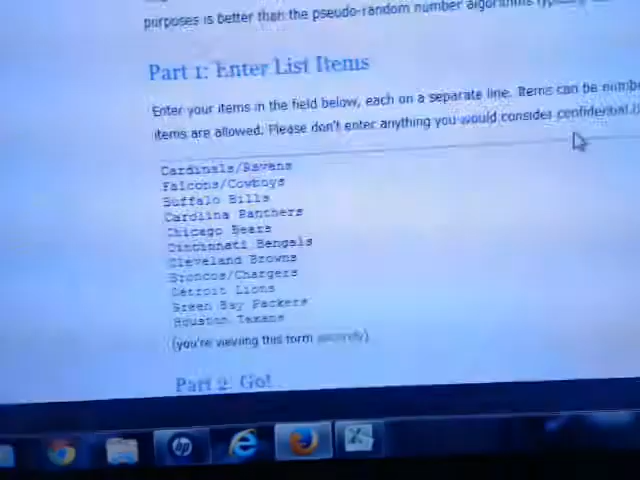 purposes is better than the pseudo-random number algorithms
Part 1: Enter List Items
Enter your items in the field below, each on a separate line. Items can be
items are allowed. Please don't enter anything you would consider confidential
Cardinals/Ravens
Falcons/Cowboys
Buffalo Bills
Carolina Panthers
Chicago Bears
Cincinnati Bengals
Cleveland Browns
Broncos/Chargers
Detroit Lions
Green Bay Packers
Houston Texans
(you're viewing this form securely)
Part 2: Go!
hp